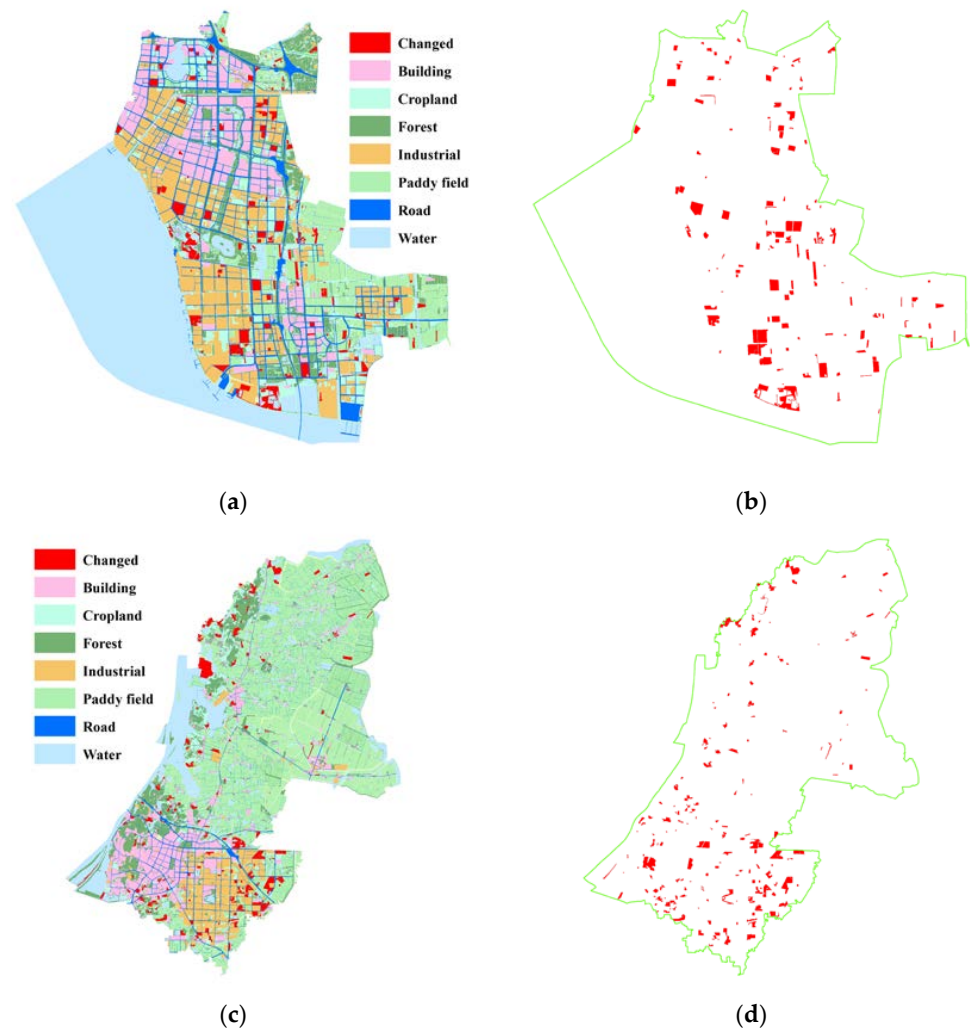 Changed
Building
Cropland
Forest
Industrial
Paddy field
Road
Water
(a)
(b)
Changed
Building
Cropland
Forest
Industrial
Paddy field
Road
Water
(c)
(d)